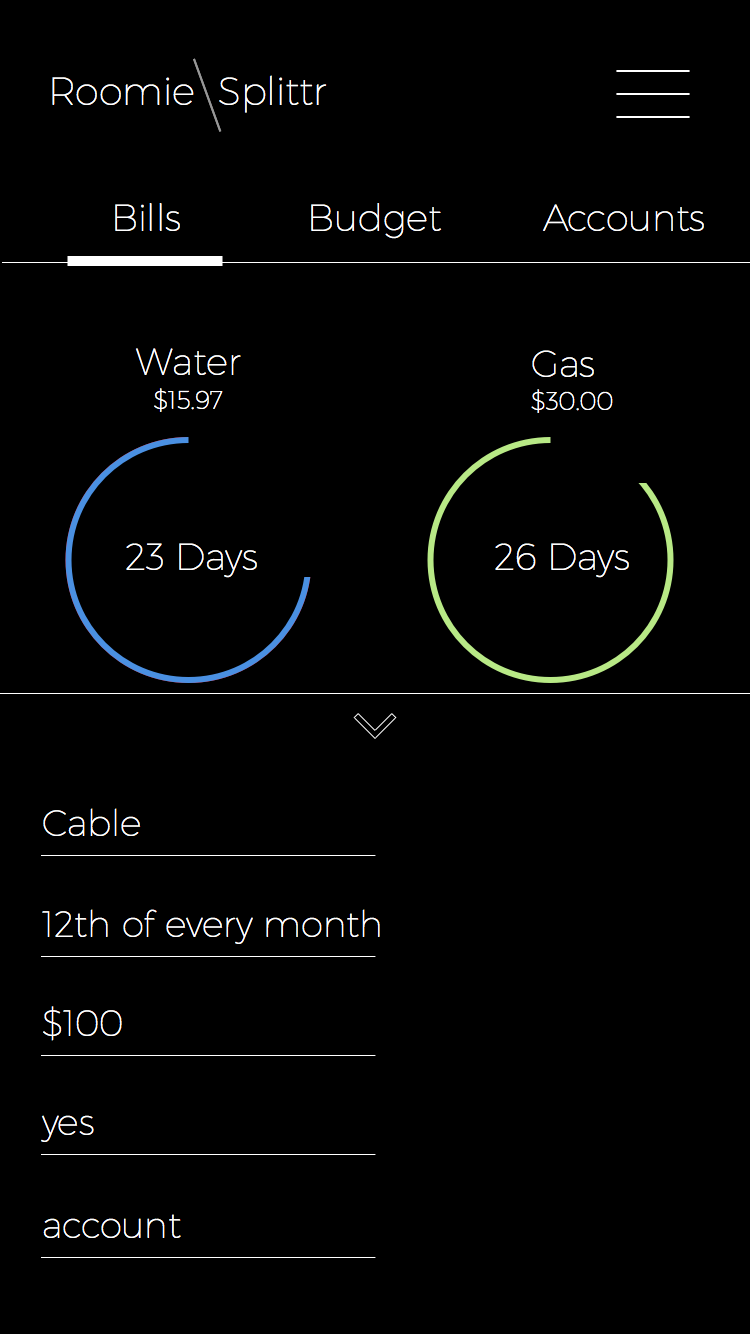 Roomie\Splittr
Bills Budget Accounts
Water Gas
$15.97 $30.00
23 Days 26 Days
Cable
12th of every month
$100
yes
account